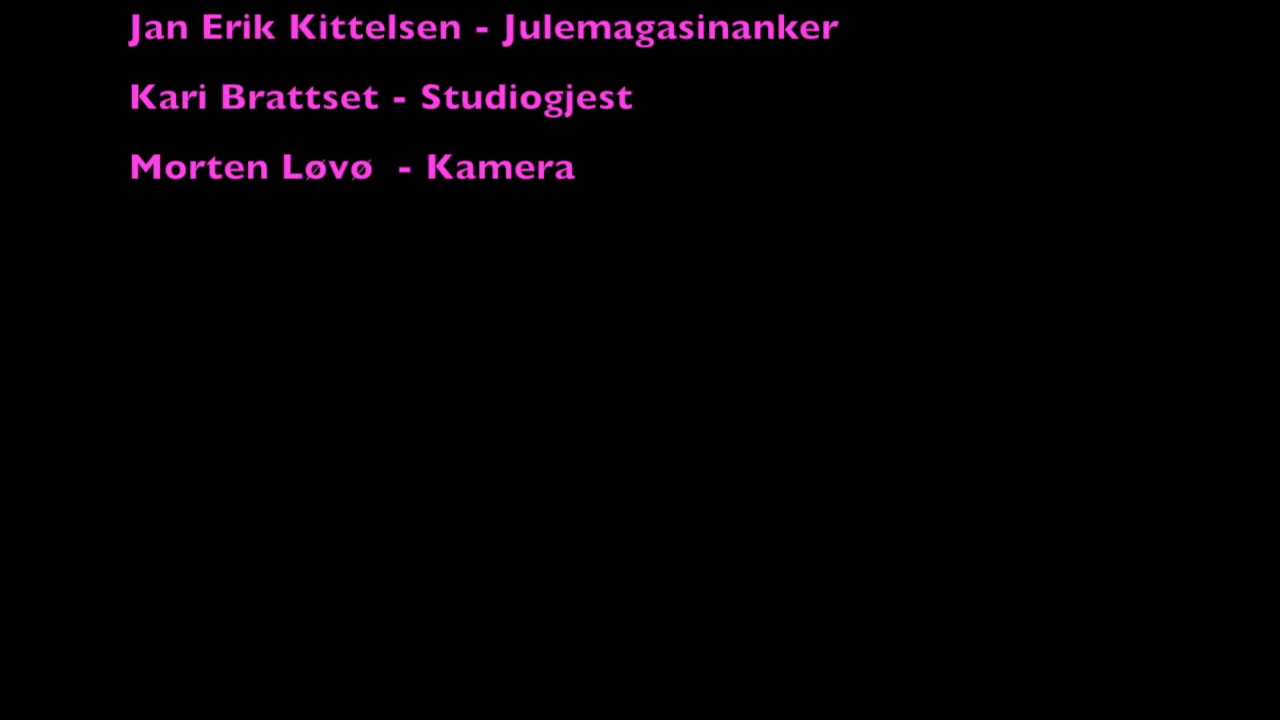 Jan Erik Kittelsen - Julemagasinanker
Kari Brattset - Studiogjest
Morten Løvø - Kamera